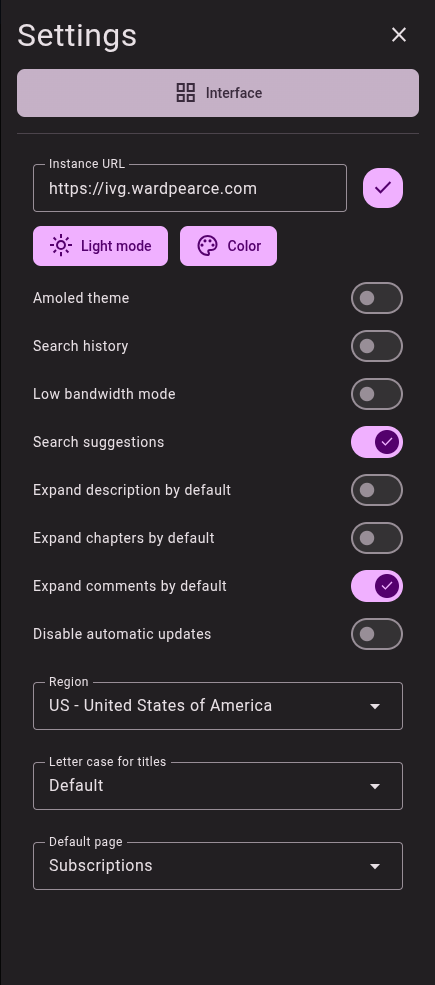 Settings
Interface
Instance URL
https://ivg.wardpearce.com
Light mode
Color
Amoled theme
Search history
Low bandwidth mode
Search suggestions
Expand description by default
Expand chapters by default
Expand comments by default
Disable automatic updates
Region
US - United States of America
Letter case for titles
Default
Default page
Subscriptions